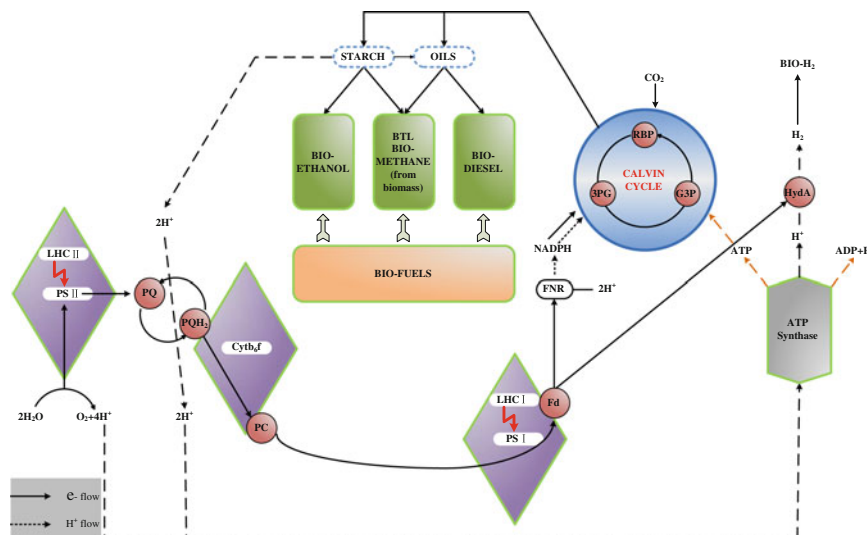 STARCH
OILS
CO₂
BIO-H₂
BIO-
ETHANOL
BTL
BIO-
METHANE
(from
biomass)
BIO-
DIESEL
RBP
CALVIN
CYCLE
3PG
G3P
H₂
HydA
2H⁺
NADPH
H⁺
ATP
ADP+P
LHC II
BIO-FUELS
PS II
PQ
FNR
2H⁺
PQH₂
ATP
Synthase
Cytb₆f
2H₂O
O₂+4H⁺
2H⁺
PC
LHC I
Fd
PS I
e- flow
H⁺ flow